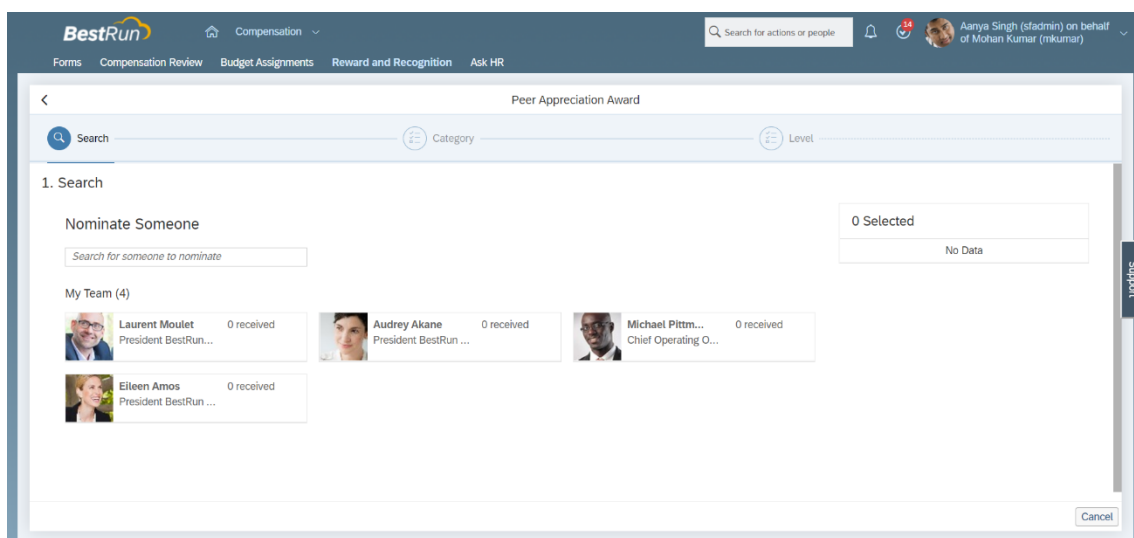 BestRun
Compensation
Search for actions or people
14
Aanya Singh (sfadmin) on behalf
of Mohan Kumar (mkumar)
Forms Compensation Review Budget Assignments Reward and Recognition Ask HR
Peer Appreciation Award
Search
Category
Level
1. Search
Nominate Someone
Search for someone to nominate
0 Selected
No Data
Support
My Team (4)
Laurent Moulet 0 received
President BestRun...
Audrey Akane 0 received
President BestRun ...
Michael Pittm... 0 received
Chief Operating O...
Eileen Amos 0 received
President BestRun ...
Cancel